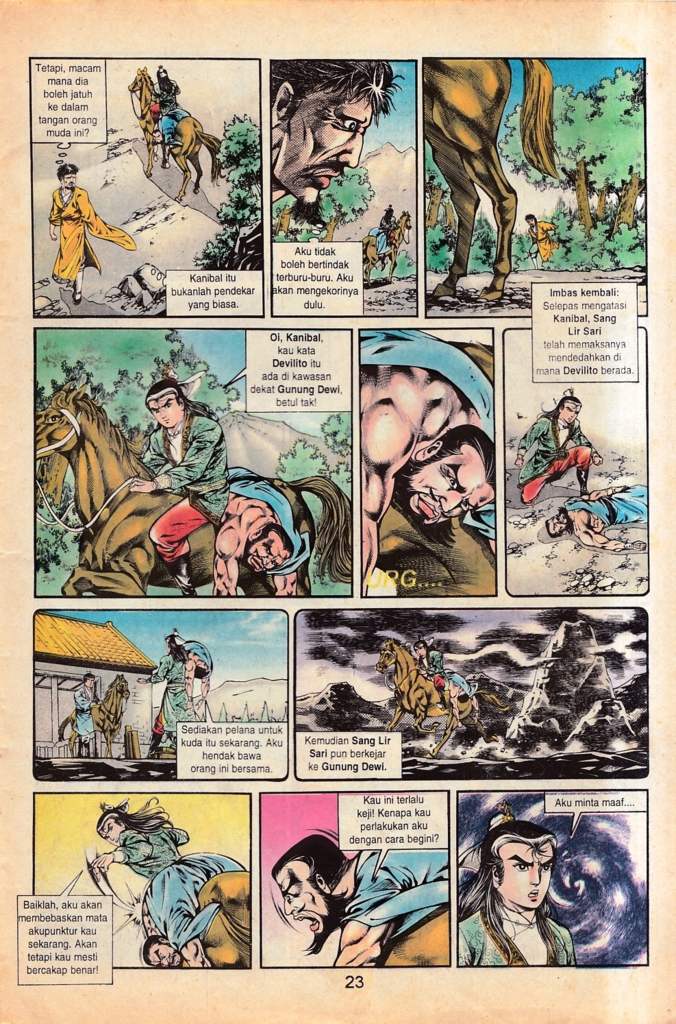 Tetapi, macam
mana dia
boleh jatuh
ke dalam
tangan orang
muda ini?
Kanibal itu
bukanlah pendekar
yang biasa.
Aku tidak
boleh bertindak
terburu-buru. Aku
akan mengekorinya
dulu.
Imbas kembali:
Selepas mengatasi
Kanibal, Sang
Lir Sari
telah memaksanya
mendedahkan di
mana Devilito berada.
Oi, Kanibal,
kau kata
Devilito itu
ada di kawasan
dekat Gunung Dewi,
betul tak!
URG....
Sediakan pelana untuk
kuda itu sekarang. Aku
hendak bawa
orang ini bersama.
Kemudian Sang Lir
Sari pun berkejar
ke Gunung Dewi.
Baiklah, aku akan
membebaskan mata
akupunktur kau
sekarang. Akan
tetapi kau mesti
bercakap benar!
Kau ini terlalu
keji! Kenapa kau
perlakukan aku
dengan cara begini?
Aku minta maaf....
23